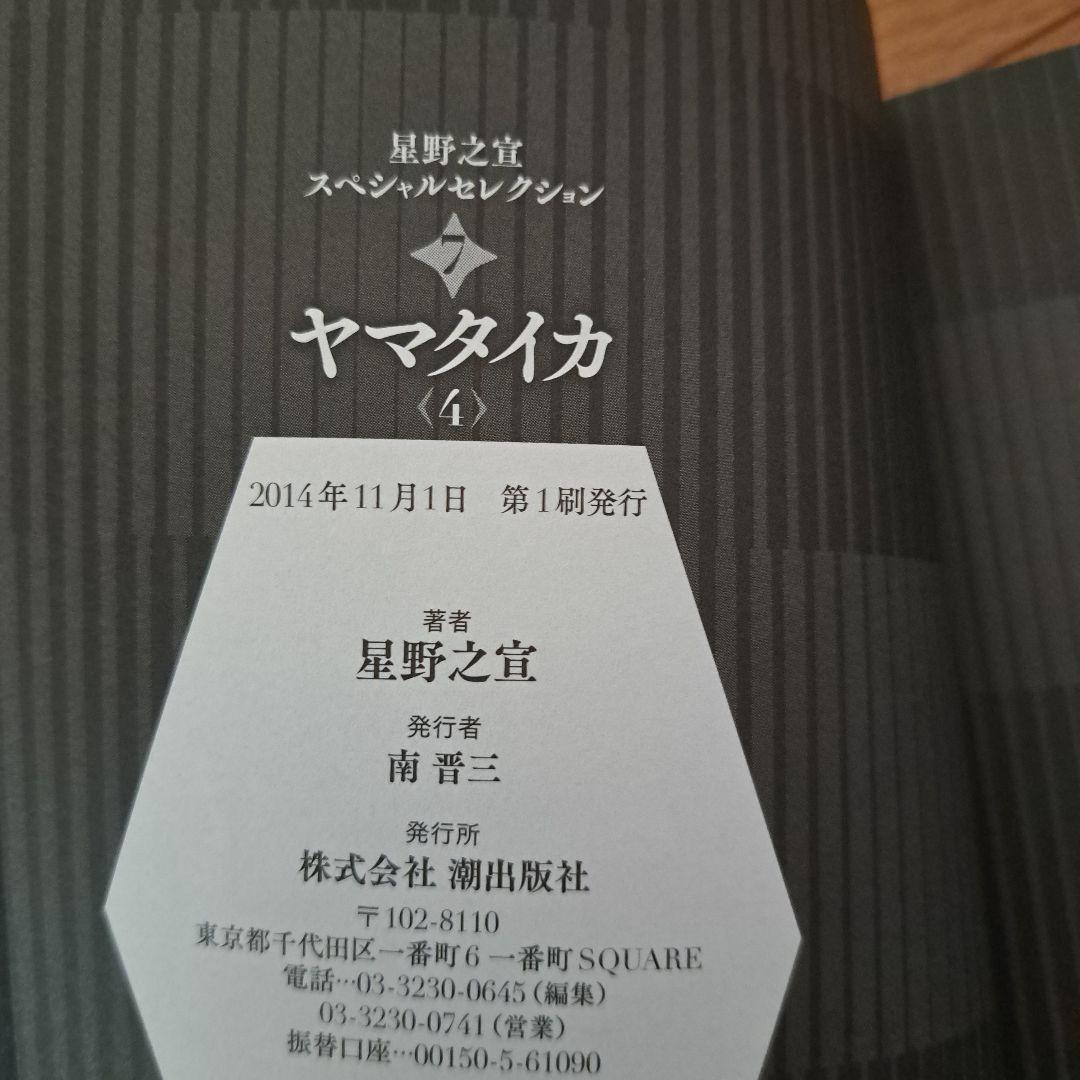 星野之宣
スペシャルセレクション
7
ヤマタイカ
〈4〉
2014年11月1日 第1刷発行
著者
星野之宣
発行者
南 晋三
発行所
株式会社 潮出版社
〒102-8110
東京都千代田区一番町6 一番町SQUARE
電話…03-3230-0645(編集)
03-3230-0741(営業)
振替口座…00150-5-61090